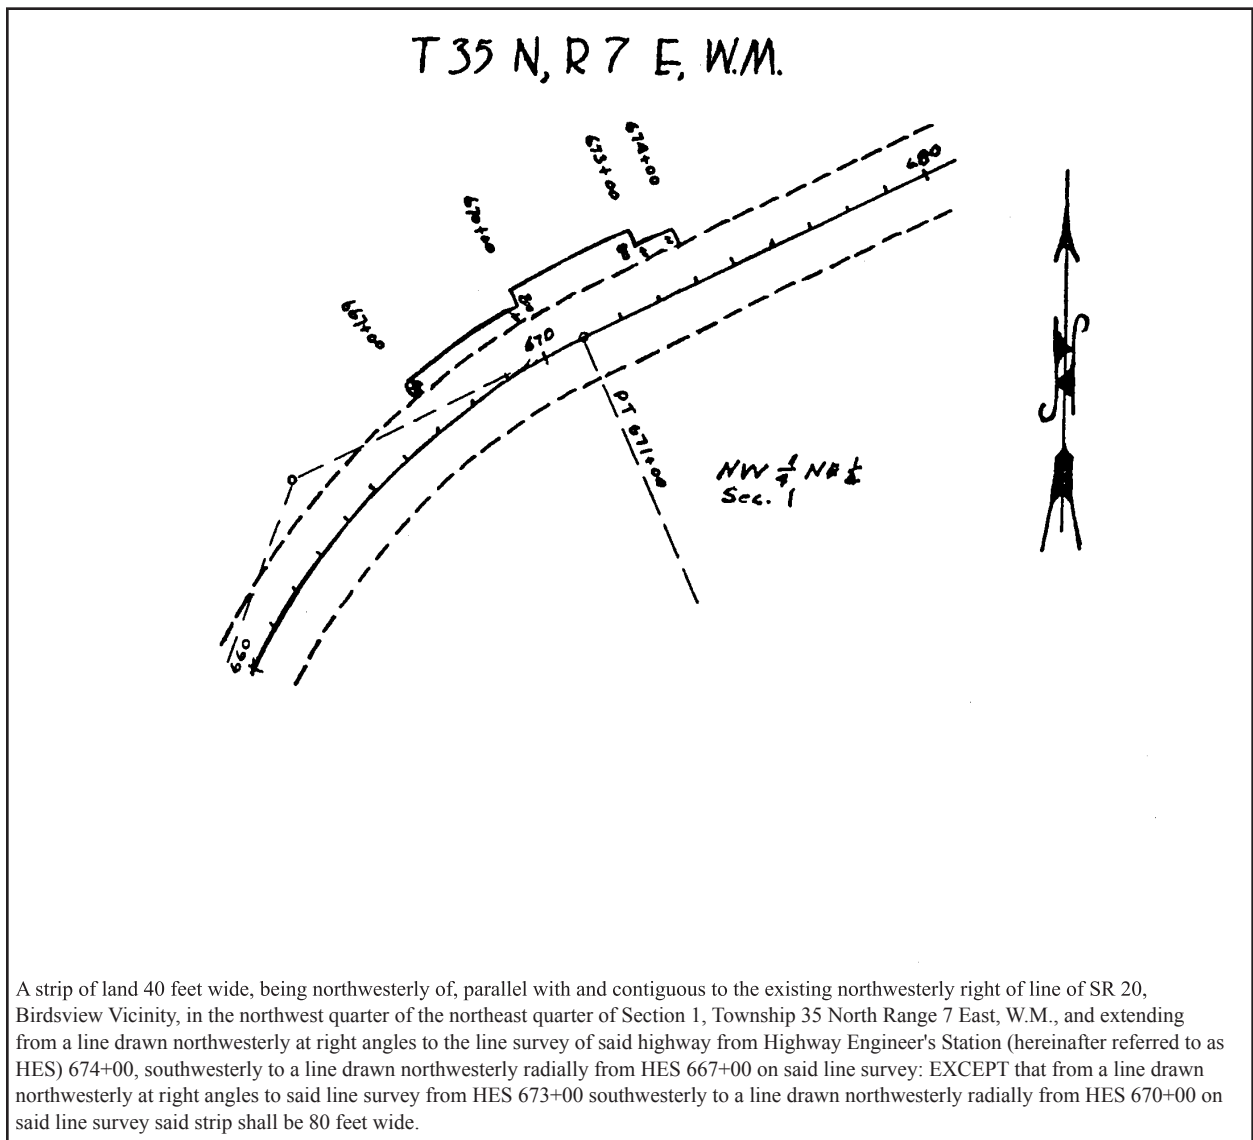 T 35 N, R 7 E, W.M.
674+00
673+00
680
670+00
667+00
80
670
PT 671+00
NW 1/4 NE 1/4
Sec. 1
660
A strip of land 40 feet wide, being northwesterly of, parallel with and contiguous to the existing northwesterly right of line of SR 20,
Birdsview Vicinity, in the northwest quarter of the northeast quarter of Section 1, Township 35 North Range 7 East, W.M., and extending
from a line drawn northwesterly at right angles to the line survey of said highway from Highway Engineer's Station (hereinafter referred to as
HES) 674+00, southwesterly to a line drawn northwesterly radially from HES 667+00 on said line survey: EXCEPT that from a line drawn
northwesterly at right angles to said line survey from HES 673+00 southwesterly to a line drawn northwesterly radially from HES 670+00 on
said line survey said strip shall be 80 feet wide.